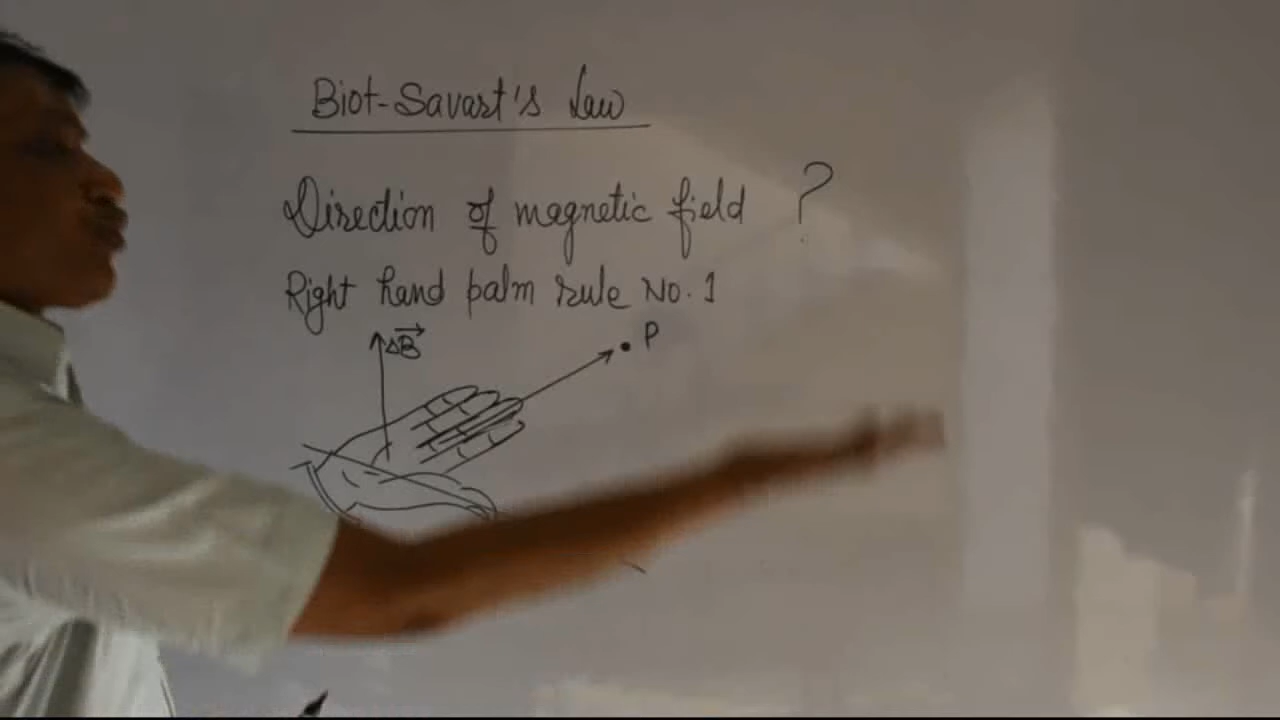 Biot-Savart's Law
Direction of magnetic field ?
Right hand palm rule No. 1
ΔB⃗
P